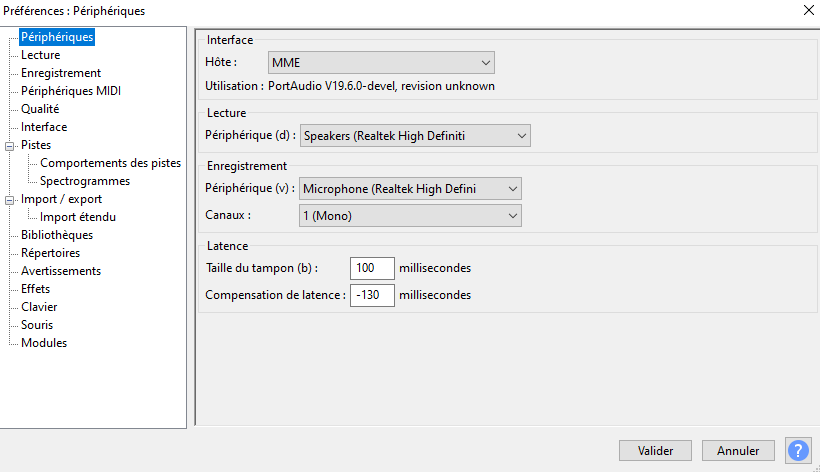 Préférences : Périphériques
Périphériques
Lecture
Enregistrement
Périphériques MIDI
Qualité
Interface
Pistes
Comportements des pistes
Spectrogrammes
Import / export
Import étendu
Bibliothèques
Répertoires
Avertissements
Effets
Clavier
Souris
Modules
Interface
Hôte : MME
Utilisation : PortAudio V19.6.0-devel, revision unknown
Lecture
Périphérique (d) : Speakers (Realtek High Definiti
Enregistrement
Périphérique (v) : Microphone (Realtek High Defini
Canaux : 1 (Mono)
Latence
Taille du tampon (b) : 100 millisecondes
Compensation de latence : -130 millisecondes
Valider Annuler ?